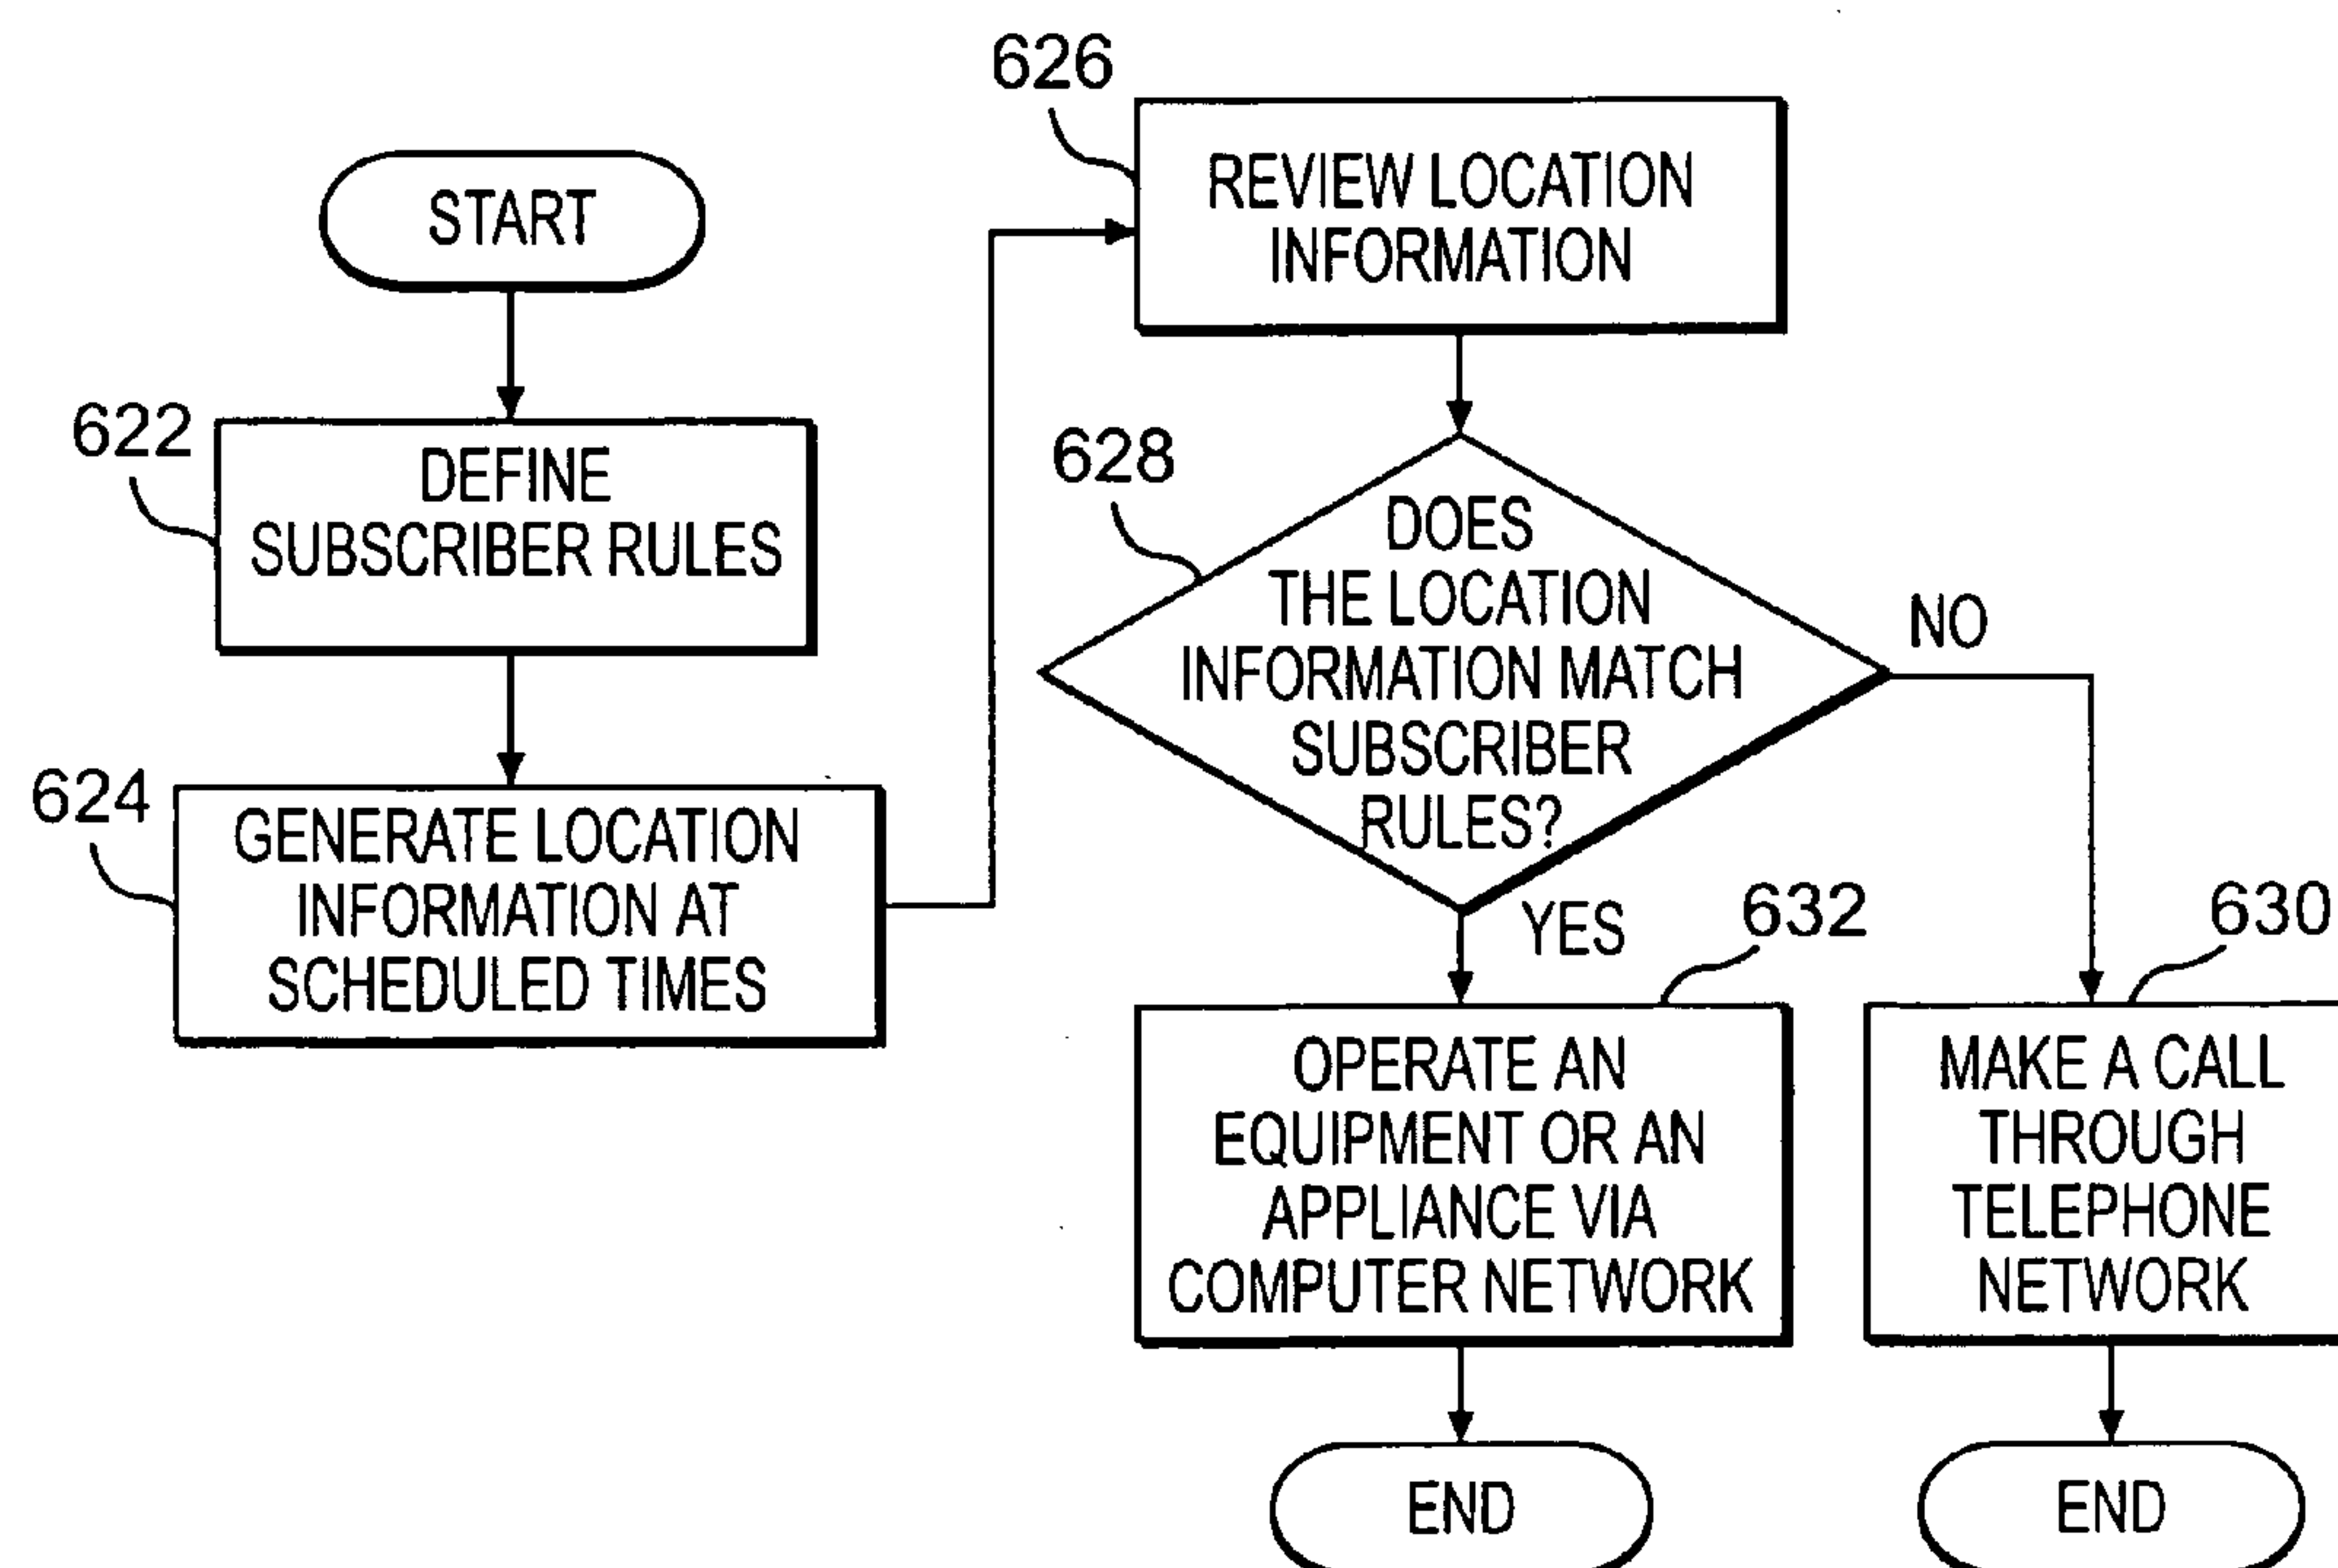 START
622
DEFINE
SUBSCRIBER RULES
624
GENERATE LOCATION
INFORMATION AT
SCHEDULED TIMES
626
REVIEW LOCATION
INFORMATION
628
DOES
THE LOCATION
INFORMATION MATCH
SUBSCRIBER
RULES?
NO
YES
632
OPERATE AN
EQUIPMENT OR AN
APPLIANCE VIA
COMPUTER NETWORK
END
630
MAKE A CALL
THROUGH
TELEPHONE
NETWORK
END